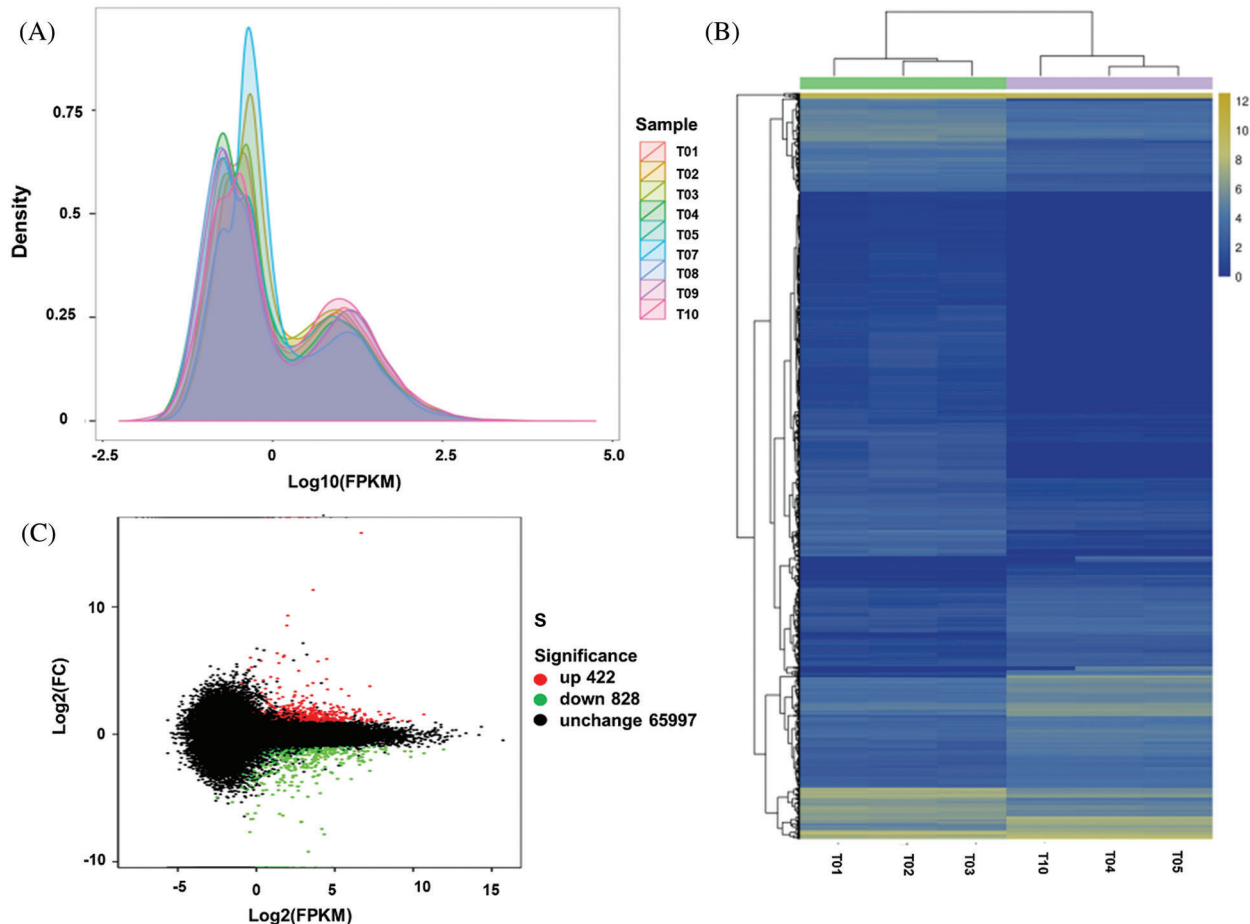 (A)
Density
0.75
0.5
0.25
0
-2.5
0
2.5
5.0
Log10(FPKM)
Sample
T01
T02
T03
T04
T05
T07
T08
T09
T10
(B)
12
10
8
6
4
2
0
T01
T02
T03
T10
T04
T05
(C)
Log2(FC)
10
0
-10
-5
0
5
10
15
Log2(FPKM)
S
Significance
up 422
down 828
unchange 65997